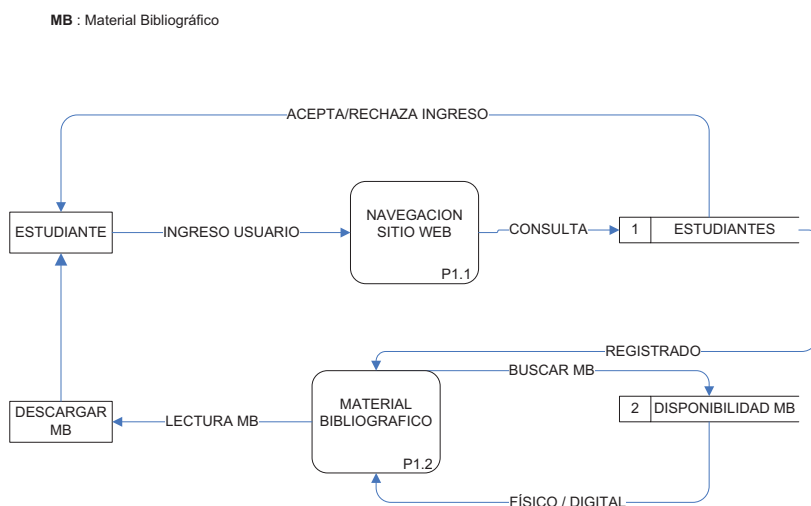 MB : Material Bibliográfico
ACEPTA/RECHAZA INGRESO
ESTUDIANTE
INGRESO USUARIO
NAVEGACION
SITIO WEB
P1.1
CONSULTA
1 ESTUDIANTES
REGISTRADO
BUSCAR MB
DESCARGAR
MB
LECTURA MB
MATERIAL
BIBLIOGRAFICO
P1.2
2 DISPONIBILIDAD MB
FÍSICO / DIGITAL